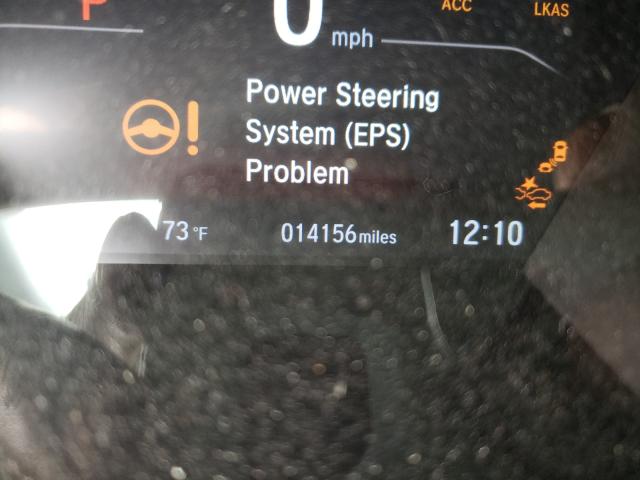 P
0 mph
ACC
LKAS
Power Steering
System (EPS)
Problem
73 °F
014156 miles
12:10